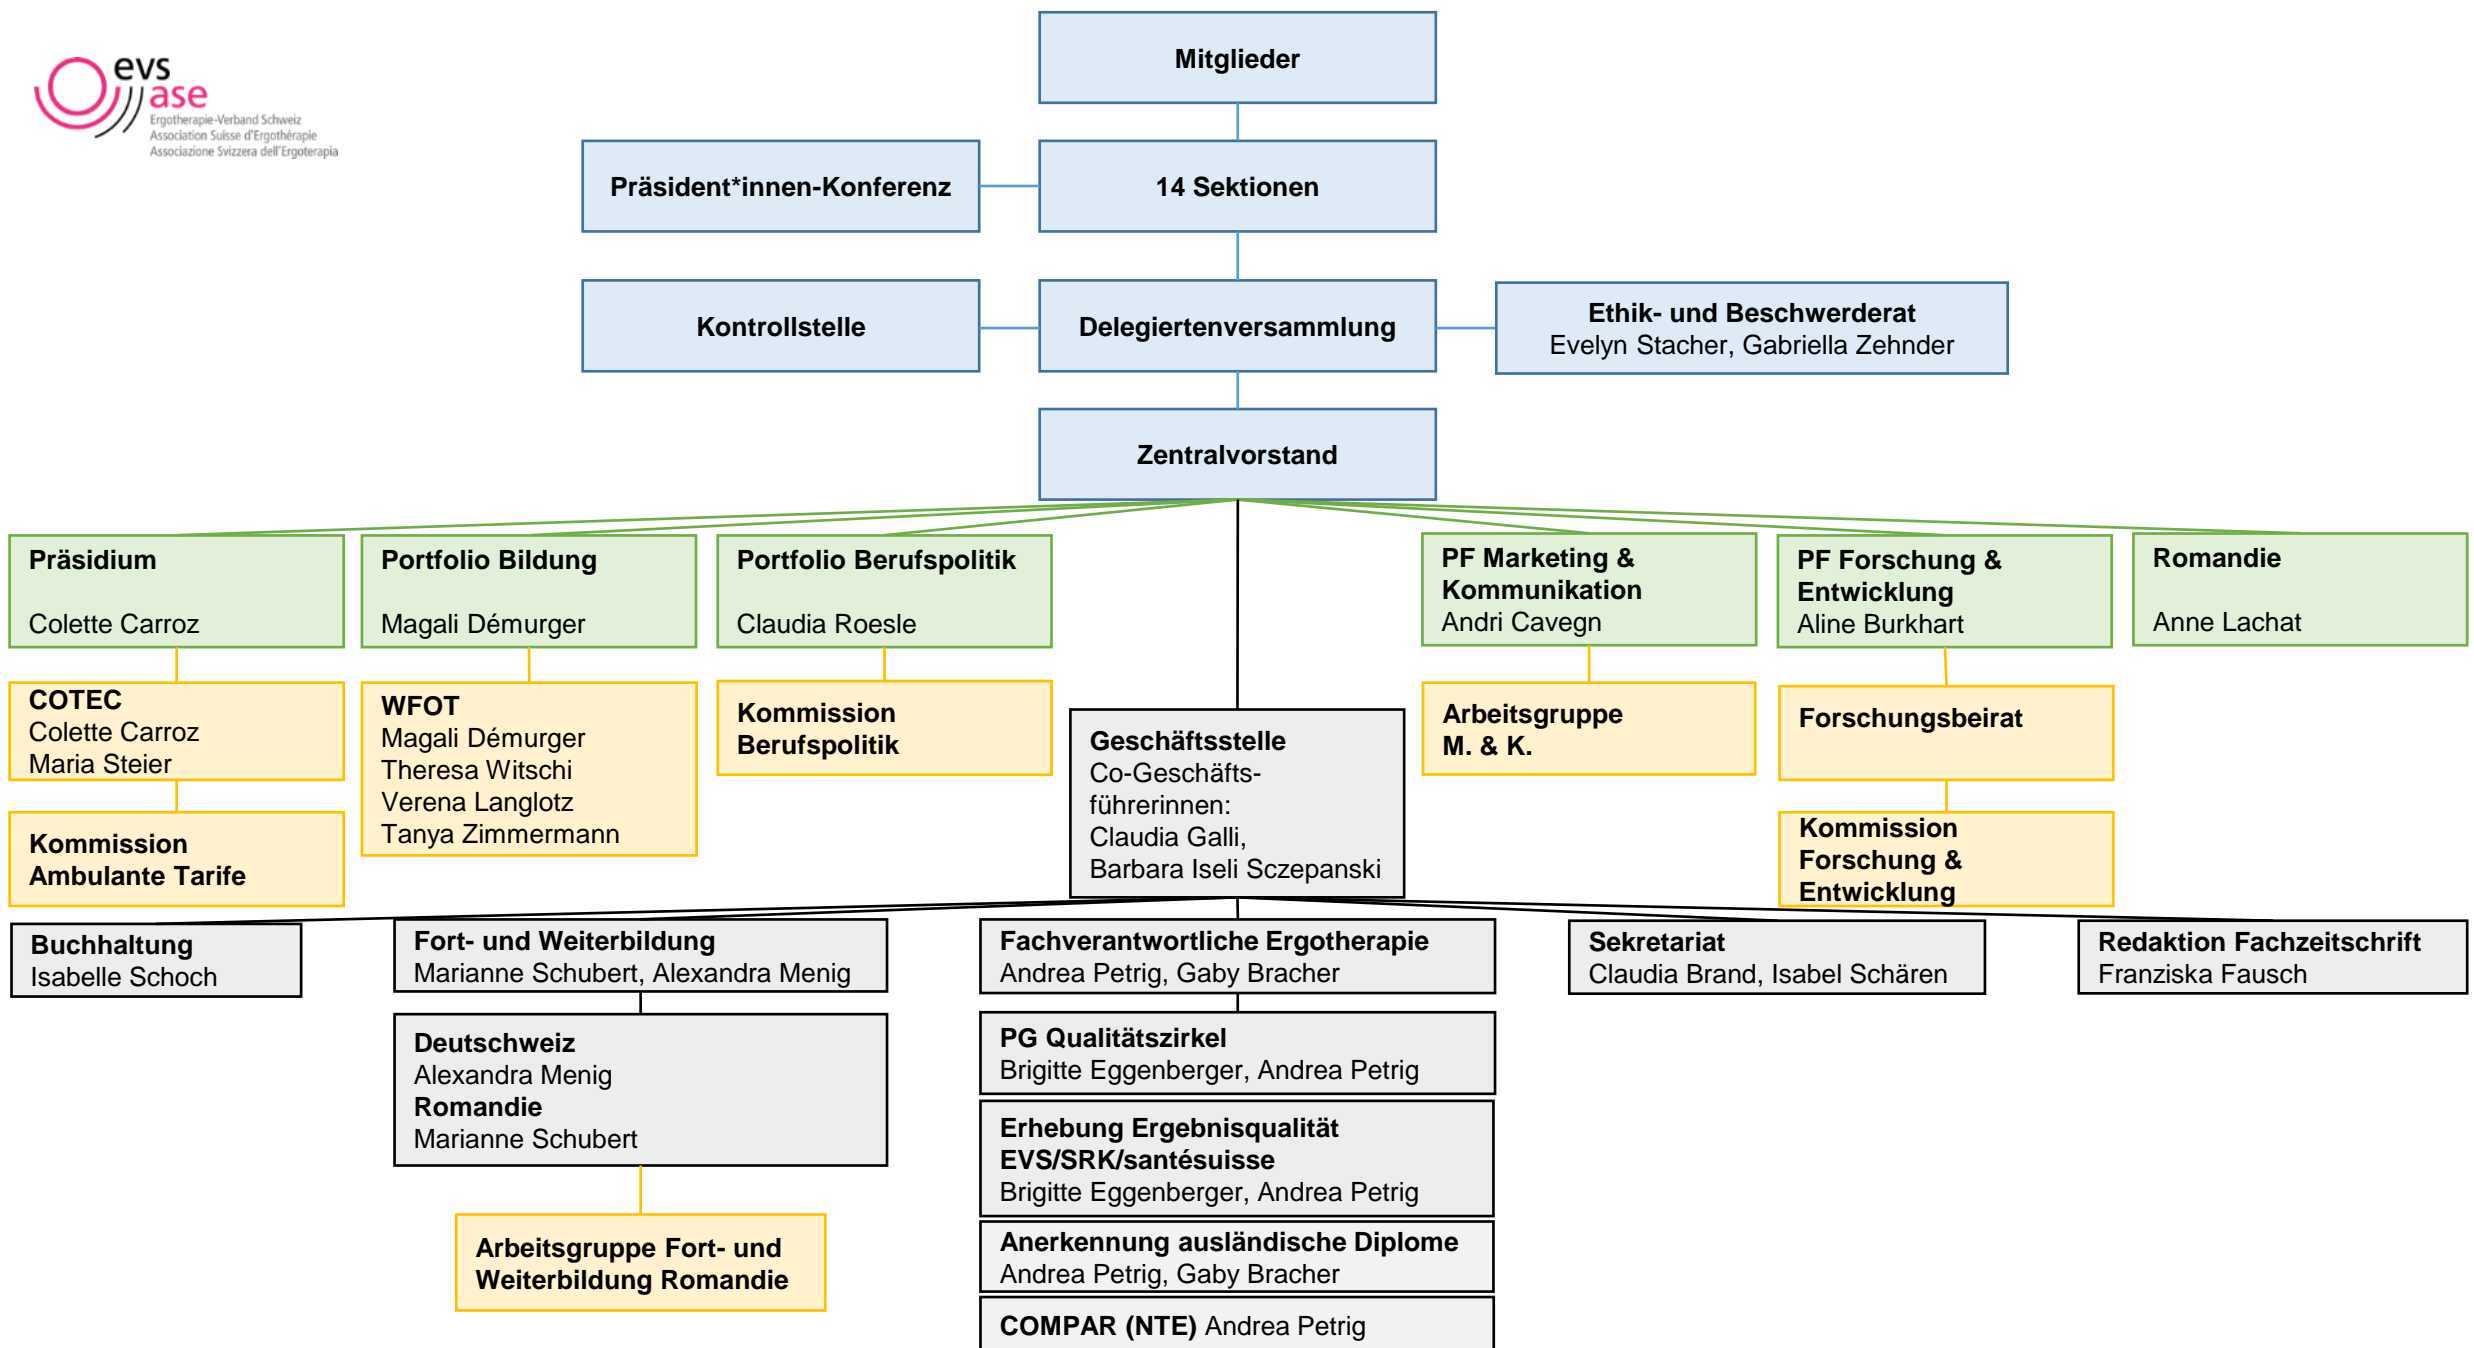 evs
ase
Ergotherapie-Verband Schweiz
Association Suisse d'Ergothérapie
Associazione Svizzera dell'Ergoterapia
Mitglieder
Präsident*innen-Konferenz
14 Sektionen
Kontrollstelle
Delegiertenversammlung
Ethik- und Beschwerderat
Evelyn Stacher, Gabriella Zehnder
Zentralvorstand
Präsidium
Colette Carroz
Portfolio Bildung
Magali Démurger
Portfolio Berufspolitik
Claudia Roesle
PF Marketing &
Kommunikation
Andri Cavegn
PF Forschung &
Entwicklung
Aline Burkhart
Romandie
Anne Lachat
COTEC
Colette Carroz
Maria Steier
WFOT
Magali Démurger
Theresa Witschi
Verena Langlotz
Tanya Zimmermann
Kommission
Berufspolitik
Geschäftsstelle
Co-Geschäfts-
führerinnen:
Claudia Galli,
Barbara Iseli Sczepanski
Arbeitsgruppe
M. & K.
Forschungsbeirat
Kommission
Ambulante Tarife
Kommission
Forschung &
Entwicklung
Buchhaltung
Isabelle Schoch
Fort- und Weiterbildung
Marianne Schubert, Alexandra Menig
Fachverantwortliche Ergotherapie
Andrea Petrig, Gaby Bracher
Sekretariat
Claudia Brand, Isabel Schären
Redaktion Fachzeitschrift
Franziska Fausch
Deutschweiz
Alexandra Menig
Romandie
Marianne Schubert
PG Qualitätszirkel
Brigitte Eggenberger, Andrea Petrig
Erhebung Ergebnisqualität
EVS/SRK/santésuisse
Brigitte Eggenberger, Andrea Petrig
Arbeitsgruppe Fort- und
Weiterbildung Romandie
Anerkennung ausländische Diplome
Andrea Petrig, Gaby Bracher
COMPAR (NTE) Andrea Petrig